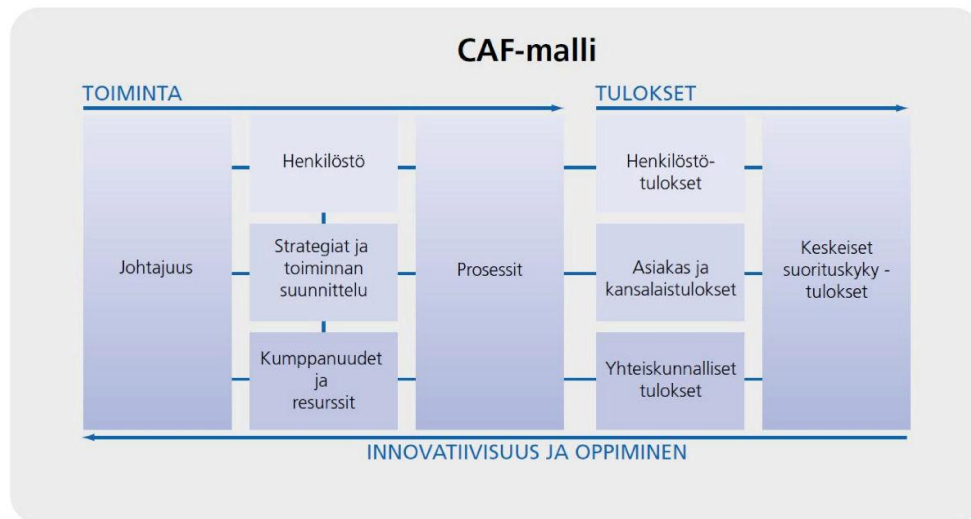 CAF-malli
TOIMINTA
TULOKSET
Johtajuus
Henkilöstö
Strategiat ja
toiminnan
suunnittelu
Kumppanuudet
ja
resurssit
Prosessit
Henkilöstö-
tulokset
Asiakas ja
kansalaistulokset
Yhteiskunnalliset
tulokset
Keskeiset
suorituskyky -
tulokset
INNOVATIIVISUUS JA OPPIMINEN